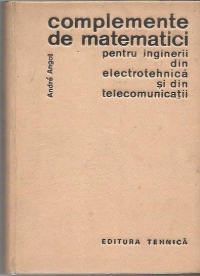 complemente
de matematici
pentru inginerii
din
electrotehnică
și din
telecomunicații
André Angot
EDITURA TEHNICĂ